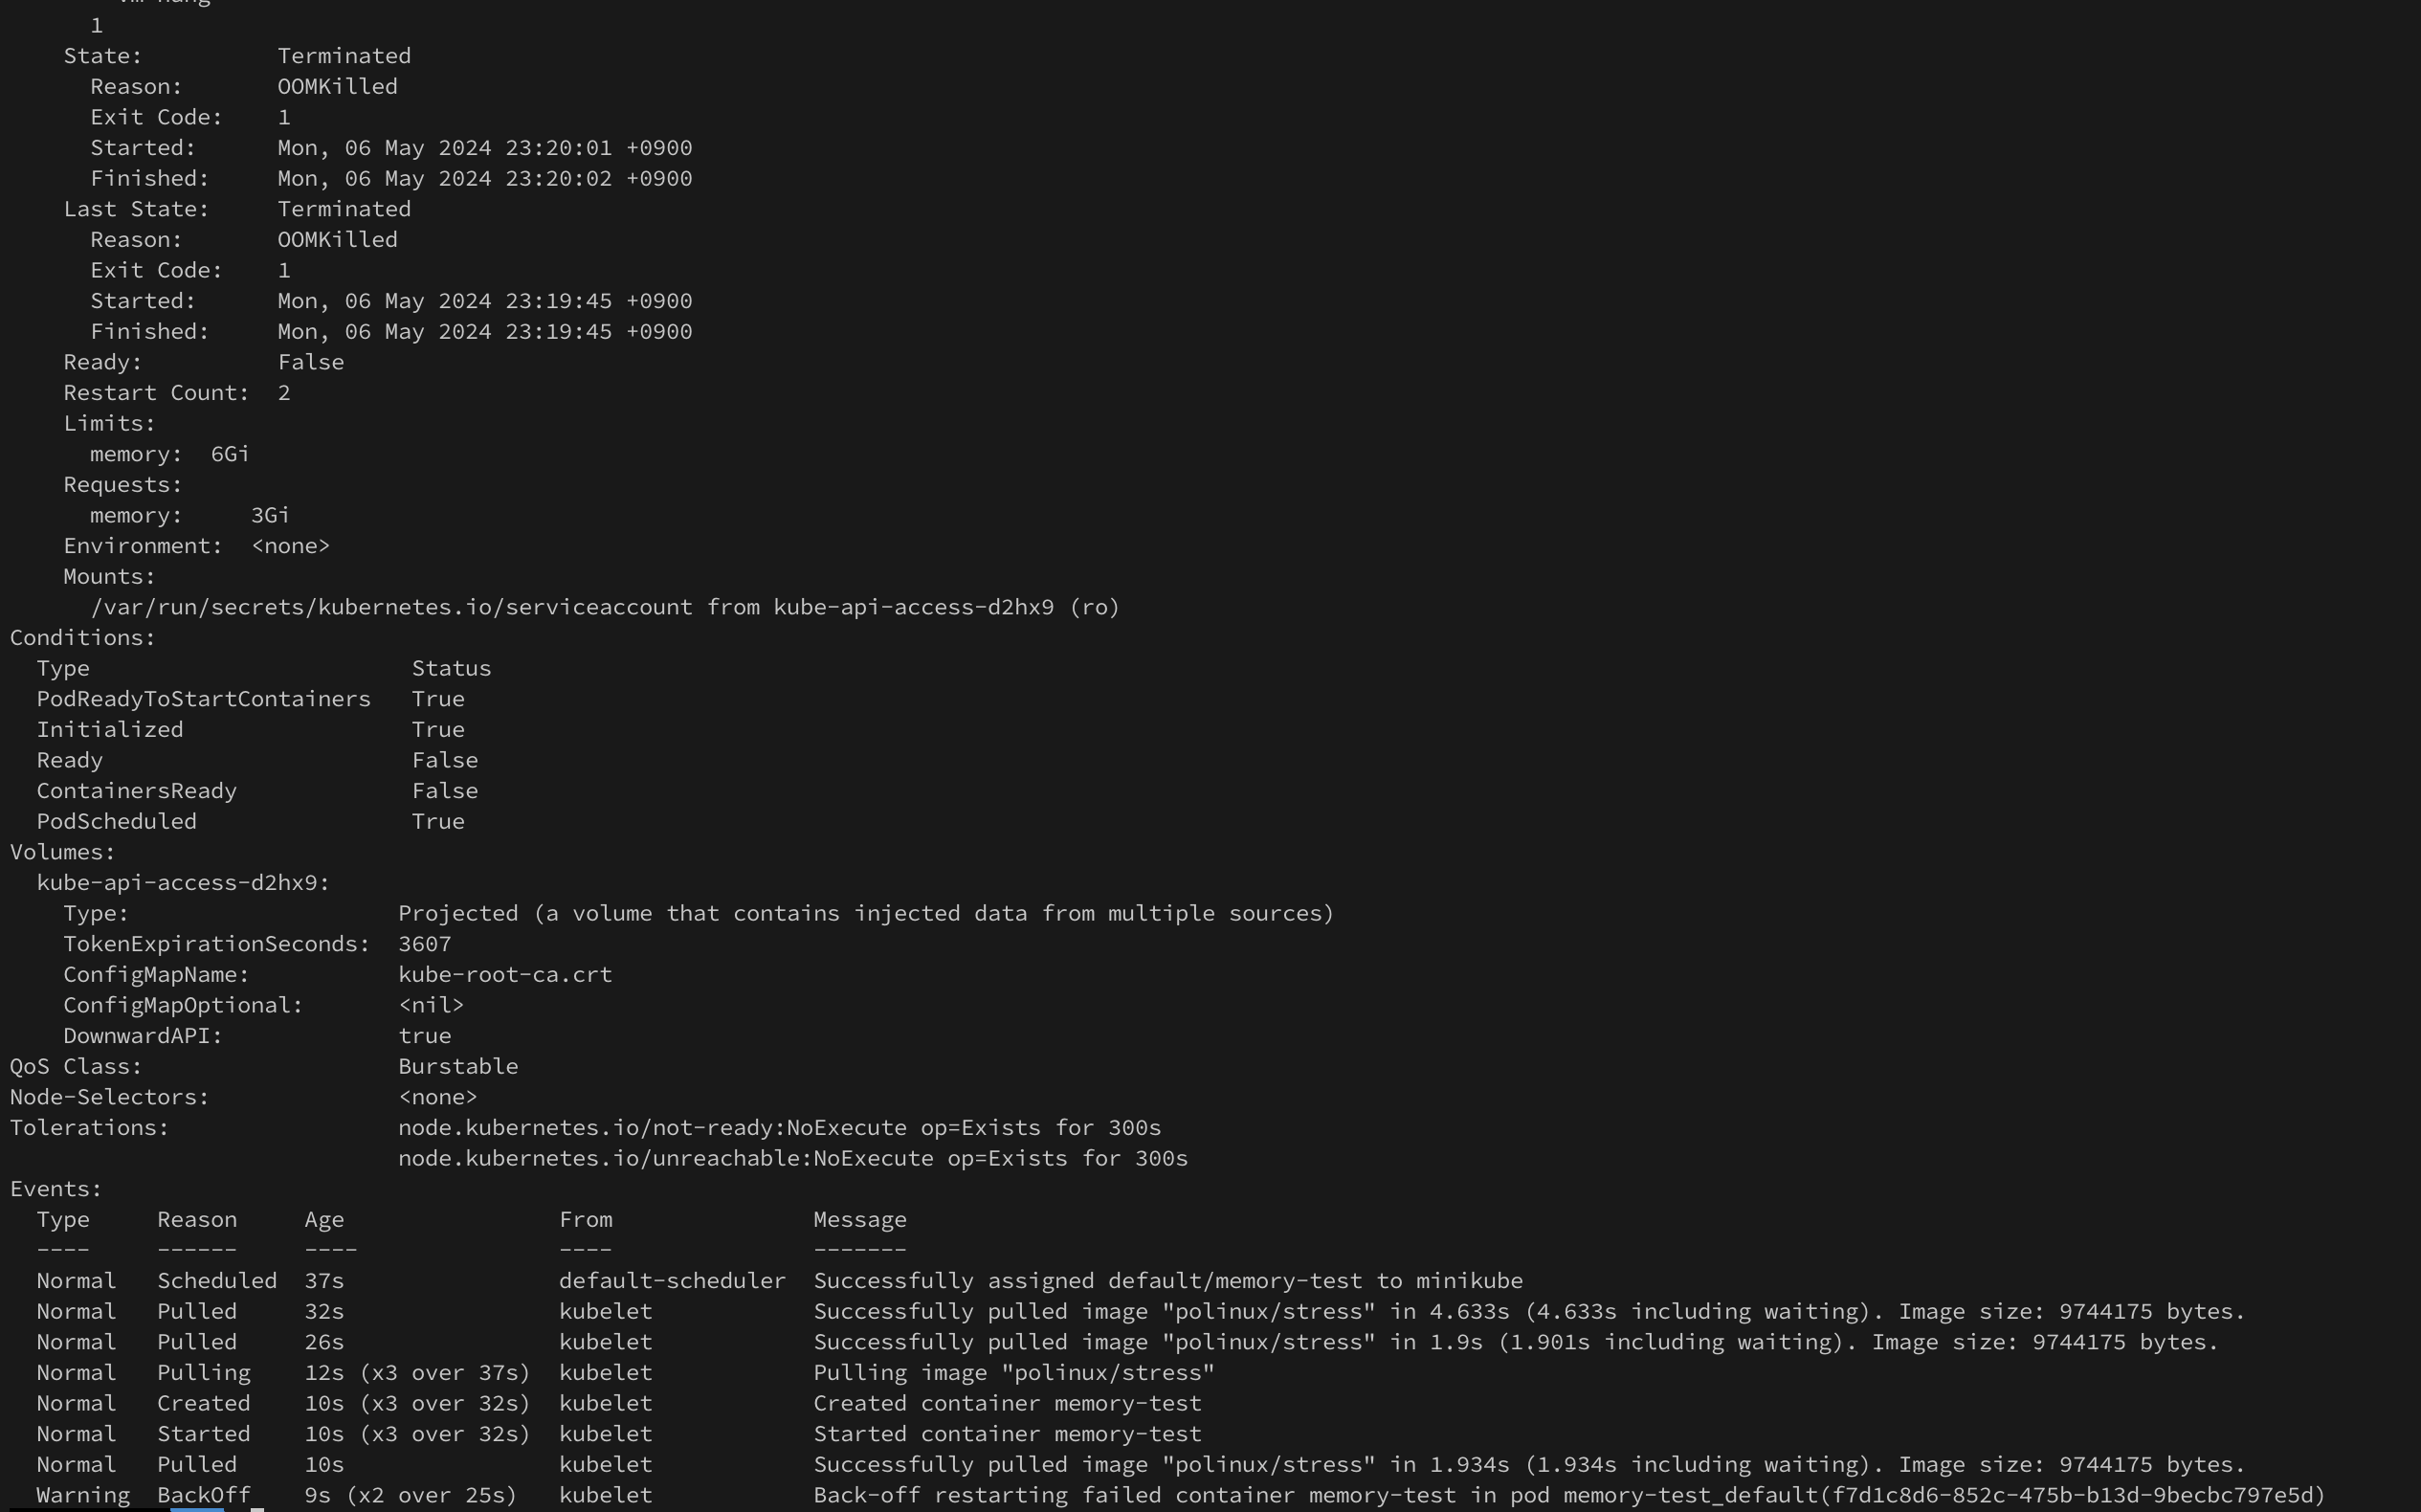 1
State:          Terminated
Reason:       OOMKilled
Exit Code:    1
Started:      Mon, 06 May 2024 23:20:01 +0900
Finished:     Mon, 06 May 2024 23:20:02 +0900
Last State:     Terminated
Reason:       OOMKilled
Exit Code:    1
Started:      Mon, 06 May 2024 23:19:45 +0900
Finished:     Mon, 06 May 2024 23:19:45 +0900
Ready:          False
Restart Count:  2
Limits:
memory:  6Gi
Requests:
memory:     3Gi
Environment:  <none>
Mounts:
/var/run/secrets/kubernetes.io/serviceaccount from kube-api-access-d2hx9 (ro)
Conditions:
Type                        Status
PodReadyToStartContainers   True
Initialized                 True
Ready                       False
ContainersReady             False
PodScheduled                True
Volumes:
kube-api-access-d2hx9:
Type:                    Projected (a volume that contains injected data from multiple sources)
TokenExpirationSeconds:  3607
ConfigMapName:           kube-root-ca.crt
ConfigMapOptional:       <nil>
DownwardAPI:             true
QoS Class:                   Burstable
Node-Selectors:              <none>
Tolerations:                 node.kubernetes.io/not-ready:NoExecute op=Exists for 300s
node.kubernetes.io/unreachable:NoExecute op=Exists for 300s
Events:
Type     Reason     Age                From               Message
----     ------     ----               ----               -------
Normal   Scheduled  37s                default-scheduler  Successfully assigned default/memory-test to minikube
Normal   Pulled     32s                kubelet            Successfully pulled image "polinux/stress" in 4.633s (4.633s including waiting). Image size: 9744175 bytes.
Normal   Pulled     26s                kubelet            Successfully pulled image "polinux/stress" in 1.9s (1.901s including waiting). Image size: 9744175 bytes.
Normal   Pulling    12s (x3 over 37s)  kubelet            Pulling image "polinux/stress"
Normal   Created    10s (x3 over 32s)  kubelet            Created container memory-test
Normal   Started    10s (x3 over 32s)  kubelet            Started container memory-test
Normal   Pulled     10s                kubelet            Successfully pulled image "polinux/stress" in 1.934s (1.934s including waiting). Image size: 9744175 bytes.
Warning  BackOff    9s (x2 over 25s)   kubelet            Back-off restarting failed container memory-test in pod memory-test_default(f7d1c8d6-852c-475b-b13d-9becbc797e5d)